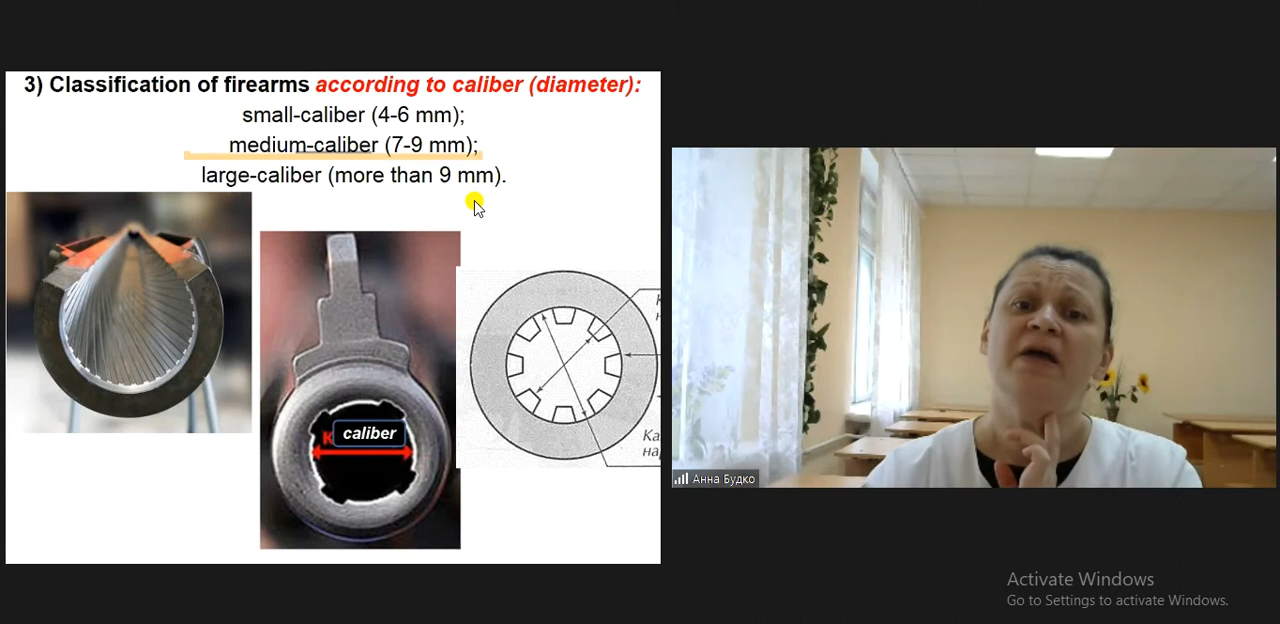 3) Classification of firearms according to caliber (diameter):
small-caliber (4-6 mm);
medium-caliber (7-9 mm);
large-caliber (more than 9 mm).
caliber
Анна Будко
Activate Windows
Go to Settings to activate Windows.